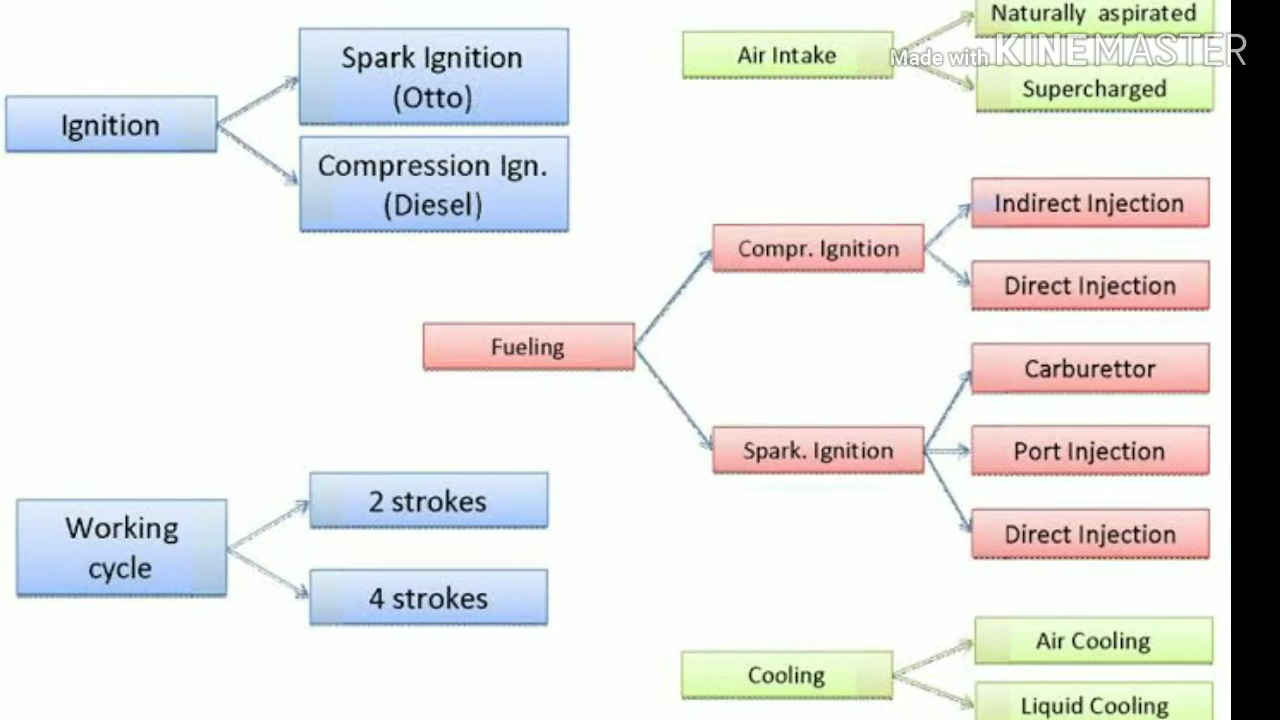 Ignition
Spark Ignition
(Otto)
Compression Ign.
(Diesel)
Air Intake
Naturally aspirated
Supercharged
Made with KINEMASTER
Fueling
Compr. Ignition
Indirect Injection
Direct Injection
Spark. Ignition
Carburettor
Port Injection
Direct Injection
Working
cycle
2 strokes
4 strokes
Cooling
Air Cooling
Liquid Cooling